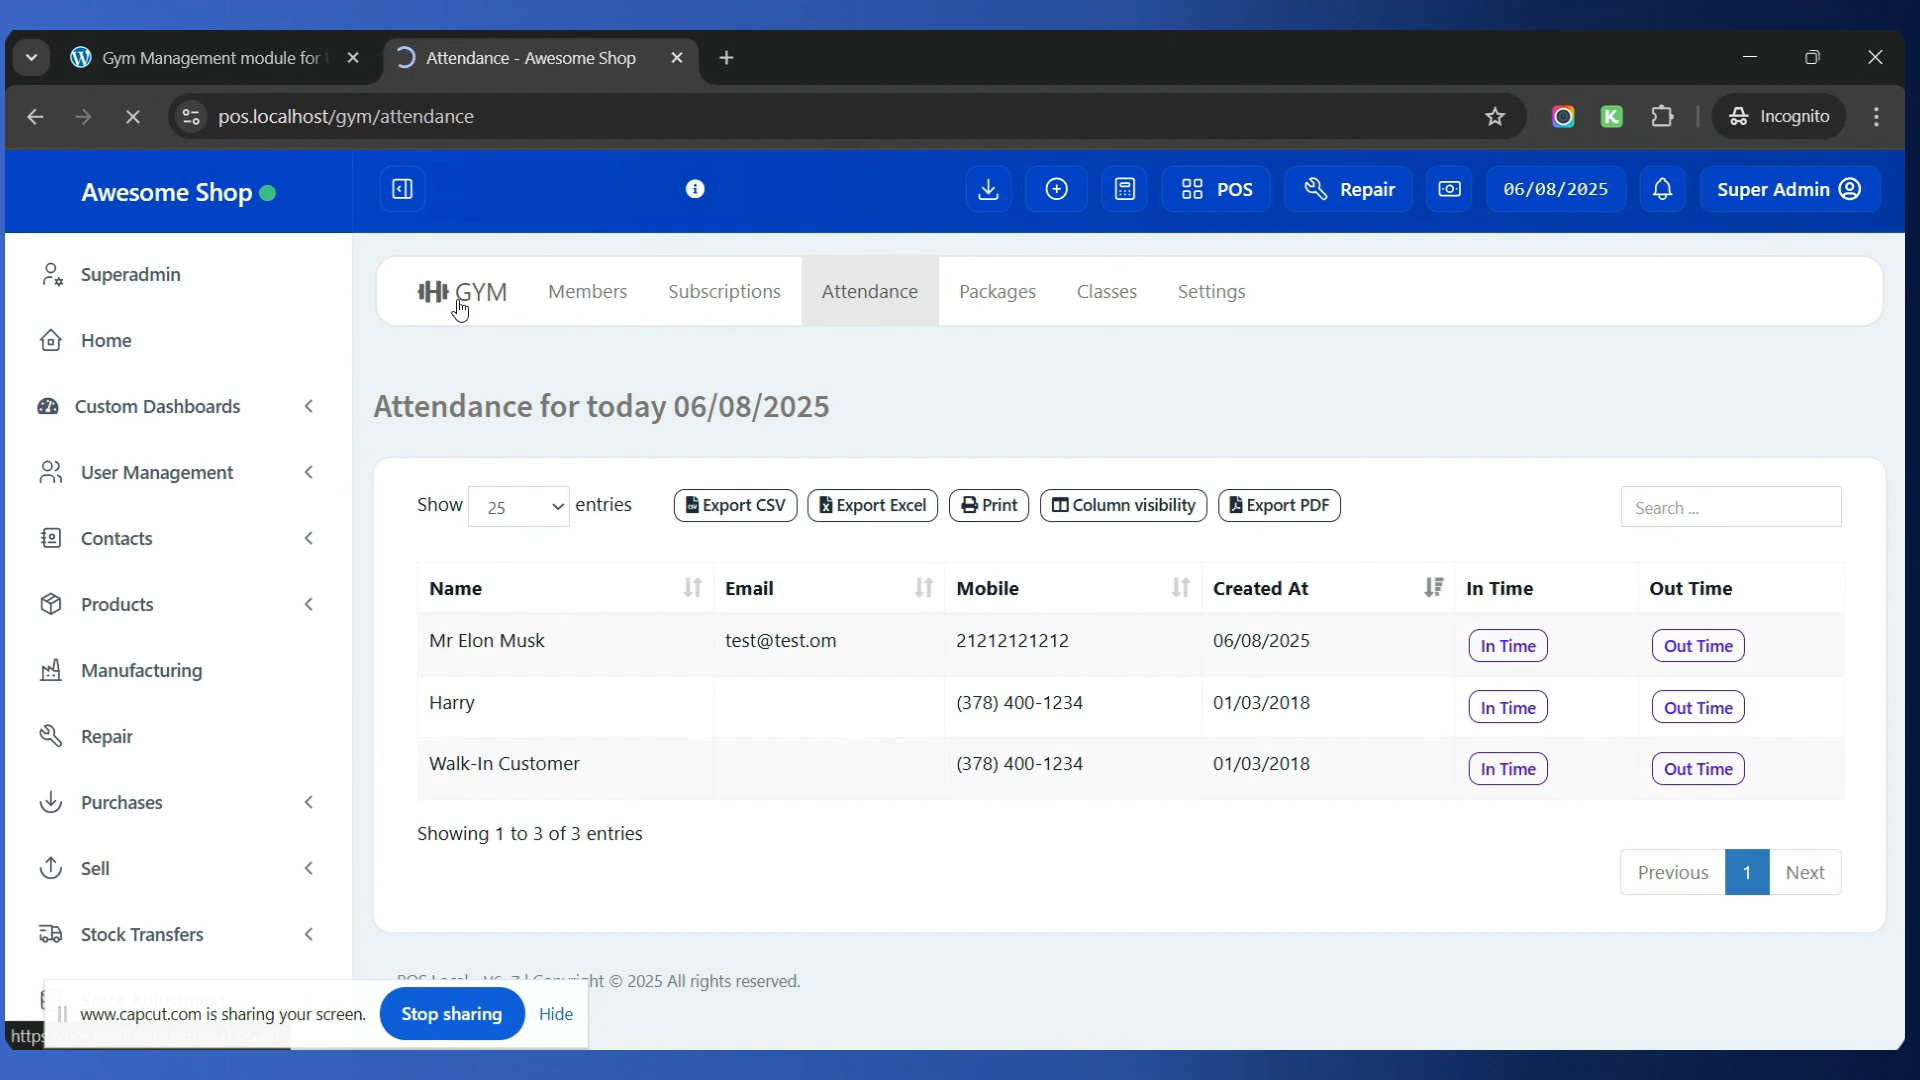 Gym Management module for
Attendance - Awesome Shop
pos.localhost/gym/attendance
Incognito
Awesome Shop
POS
Repair
06/08/2025
Super Admin
Superadmin
Home
Custom Dashboards
User Management
Contacts
Products
Manufacturing
Repair
Purchases
Sell
Stock Transfers
GYM
Members
Subscriptions
Attendance
Packages
Classes
Settings
Attendance for today 06/08/2025
Show 25 entries
Export CSV
Export Excel
Print
Column visibility
Export PDF
Search ...
Name Email Mobile Created At In Time Out Time
Mr Elon Musk test@test.om 21212121212 06/08/2025 In Time Out Time
Harry (378) 400-1234 01/03/2018 In Time Out Time
Walk-In Customer (378) 400-1234 01/03/2018 In Time Out Time
Showing 1 to 3 of 3 entries
Previous 1 Next
© 2025 All rights reserved.
www.capcut.com is sharing your screen.
Stop sharing
Hide